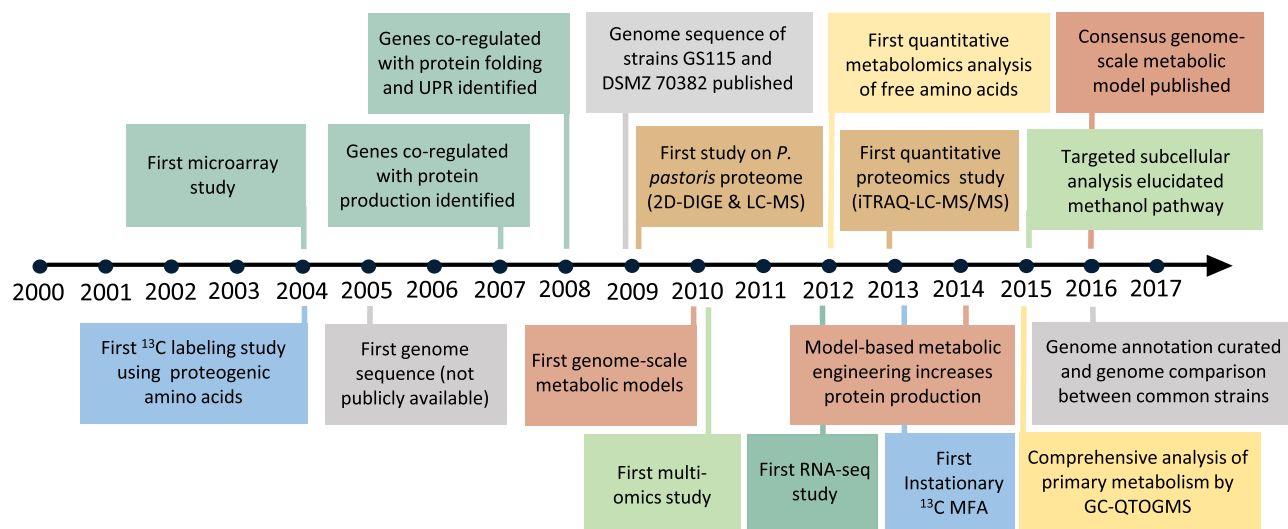 Genes co-regulated
with protein folding
and UPR identified
Genome sequence of
strains GS115 and
DSMZ 70382 published
First quantitative
metabolomics analysis
of free amino acids
Consensus genome-
scale metabolic
model published
First microarray
study
Genes co-regulated
with protein
production identified
First study on P.
pastoris proteome
(2D-DIGE & LC-MS)
First quantitative
proteomics study
(iTRAQ-LC-MS/MS)
Targeted subcellular
analysis elucidated
methanol pathway
2000 2001 2002 2003 2004 2005 2006 2007 2008 2009 2010 2011 2012 2013 2014 2015 2016 2017
First ¹³C labeling study
using proteogenic
amino acids
First genome
sequence (not
publicly available)
First genome-scale
metabolic models
Model-based metabolic
engineering increases
protein production
Genome annotation curated
and genome comparison
between common strains
First multi-
omics study
First RNA-seq
study
First
Instationary
¹³C MFA
Comprehensive analysis of
primary metabolism by
GC-QTOGMS